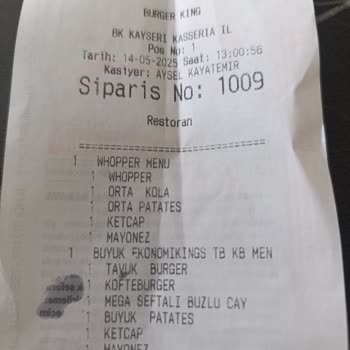 BURGER KING
BK KAYSERI KASSERIA IL
Pos No: 1
Tarih: 14-05-2025 Saat: 13:00:56
Kasiyer: AYSEL KAYATEMIR
Siparis No: 1009
Restoran
================================
1 WHOPPER MENU
1 WHOPPER
1 ORTA KOLA
1 ORTA PATATES
1 KETCAP
1 MAYONEZ
1 BUYUK EKONOMIKINGS TB KB MEN
1 TAVUK BURGER
1 KOFTEBURGER
1 MEGA SEFTALI BUZLU CAY
1 BUYUK PATATES
1 KETCAP
1 MAYONEZ